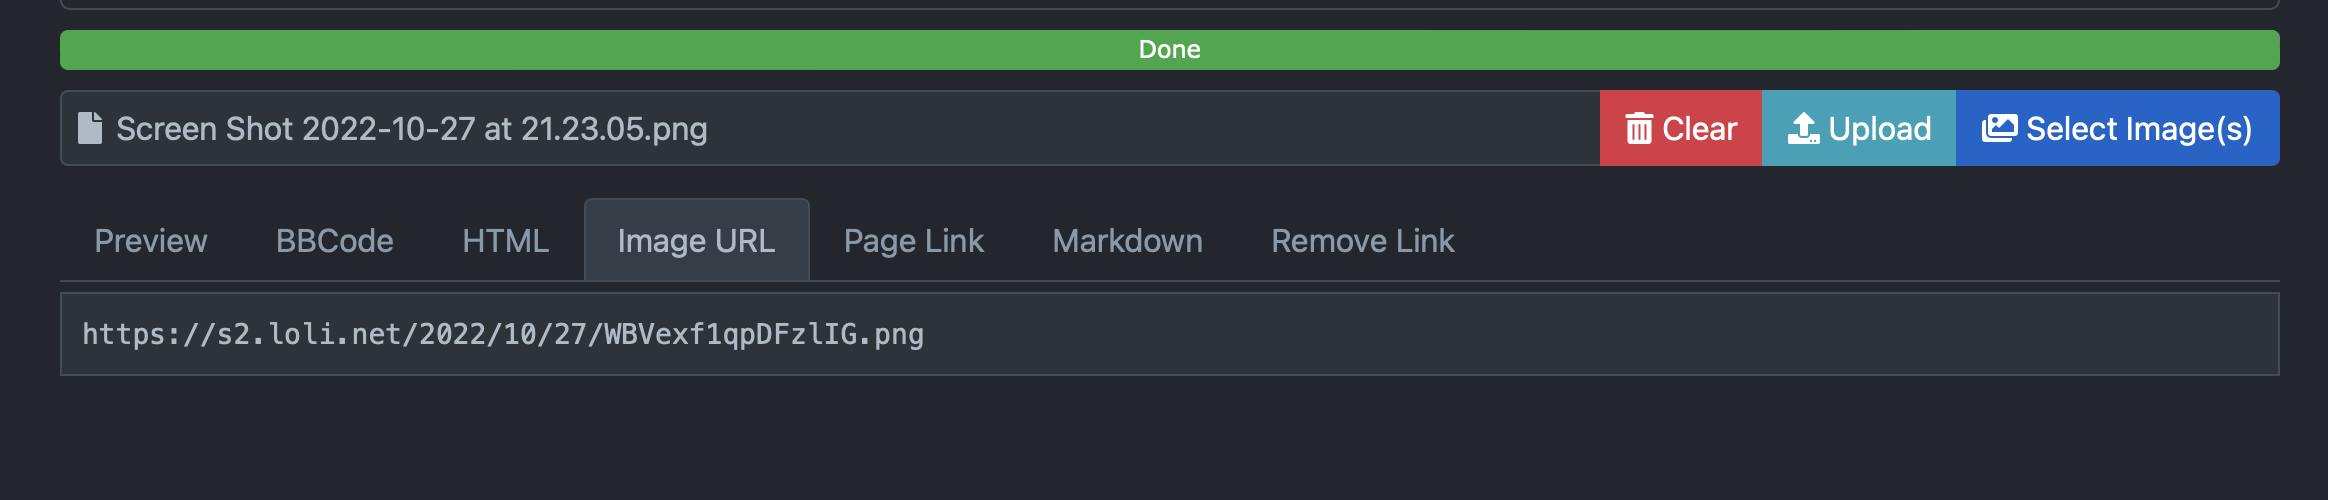 Done
Screen Shot 2022-10-27 at 21.23.05.png Clear Upload Select Image(s)
Preview BBCode HTML Image URL Page Link Markdown Remove Link
https://s2.loli.net/2022/10/27/WBVexf1qpDFzlIG.png